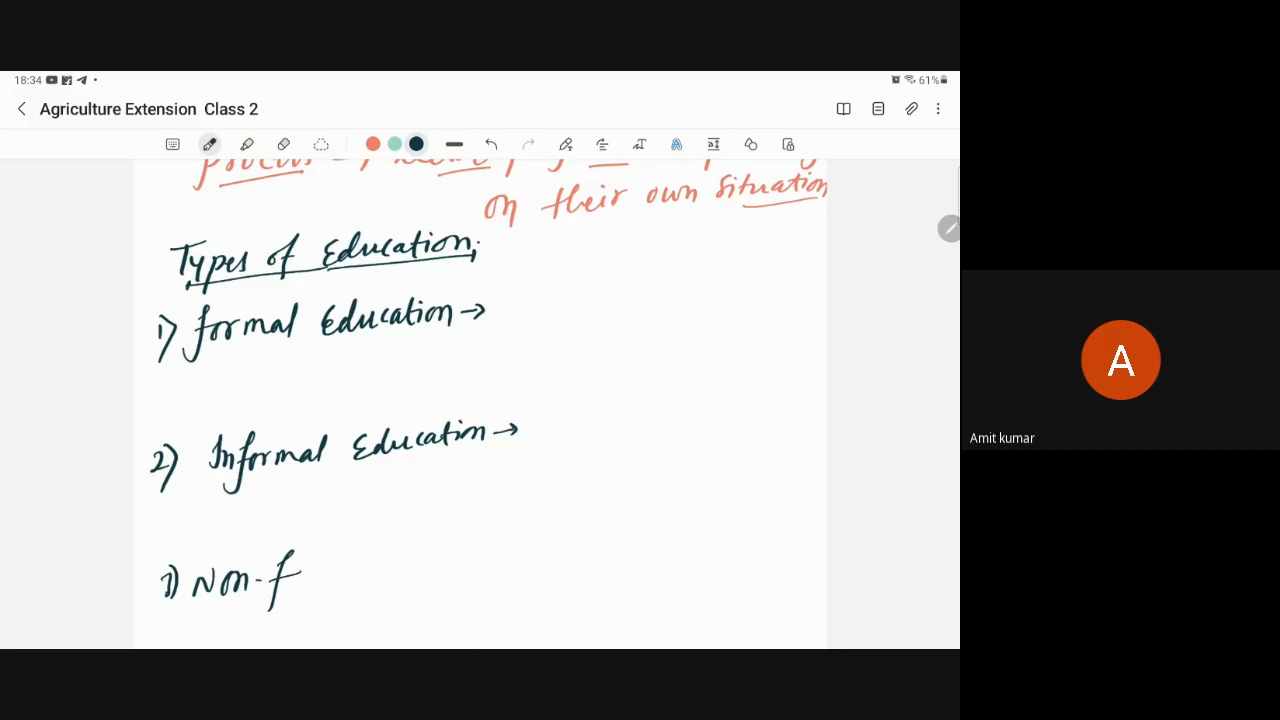 18:34
61%
Agriculture Extension Class 2
process
on their own situation
Types of Education;
1) formal Education →
2) Informal Education →
3) Non-f
A
Amit kumar